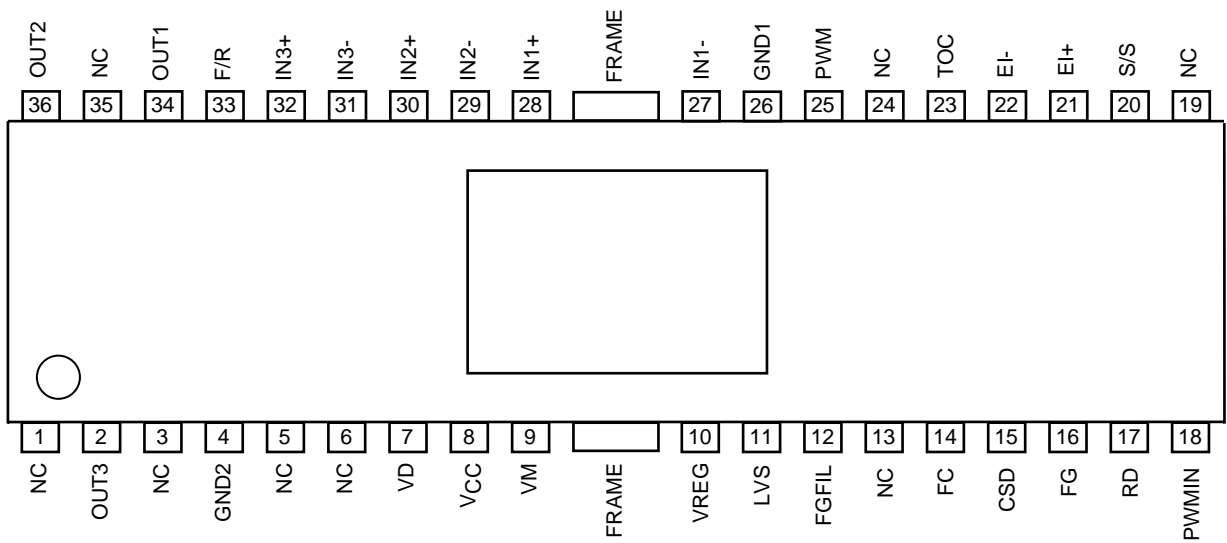 OUT2 NC OUT1 F/R IN3+ IN3- IN2+ IN2- IN1+ FRAME IN1- GND1 PWM NC TOC EI- EI+ S/S NC
36 35 34 33 32 31 30 29 28 27 26 25 24 23 22 21 20 19
1 2 3 4 5 6 7 8 9 10 11 12 13 14 15 16 17 18
NC OUT3 NC GND2 NC NC VD VCC VM FRAME VREG LVS FGFIL NC FC CSD FG RD PWMIN